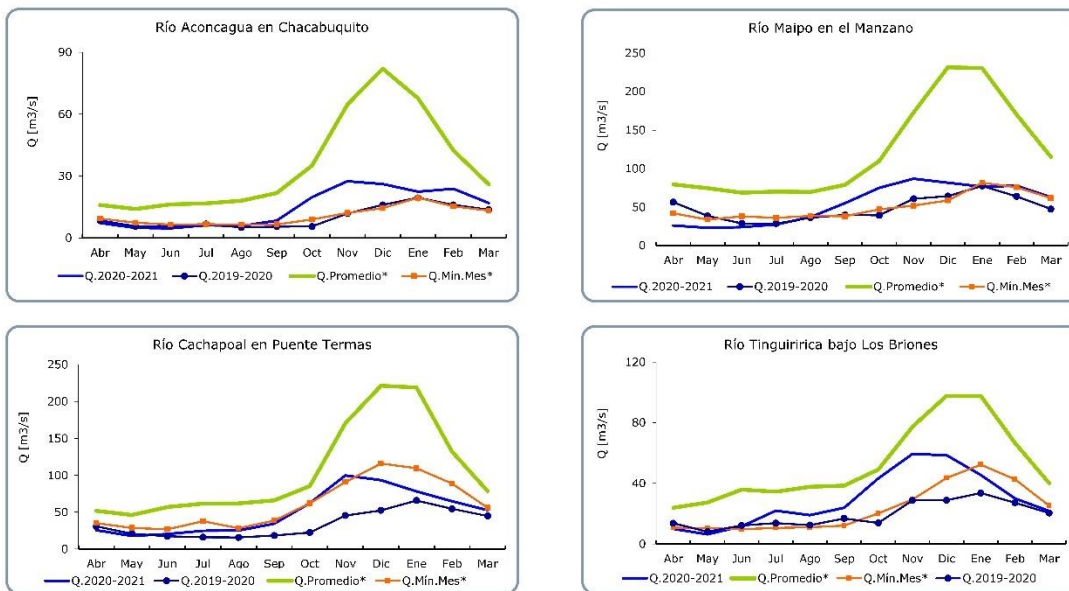 Río Aconcagua en Chacabuquito
Q [m3/s]
90
60
30
0
Abr May Jun Jul Ago Sep Oct Nov Dic Ene Feb Mar
Q.2020-2021 Q.2019-2020 Q.Promedio* Q.Mín.Mes*
Río Maipo en el Manzano
Q [m3/s]
250
200
150
100
50
0
Abr May Jun Jul Ago Sep Oct Nov Dic Ene Feb Mar
Q.2020-2021 Q.2019-2020 Q.Promedio* Q.Mín.Mes*
Río Cachapoal en Puente Termas
Q [m3/s]
250
200
150
100
50
0
Abr May Jun Jul Ago Sep Oct Nov Dic Ene Feb Mar
Q.2020-2021 Q.2019-2020 Q.Promedio* Q.Mín.Mes*
Río Tinguiririca bajo Los Briones
Q [m3/s]
120
80
40
0
Abr May Jun Jul Ago Sep Oct Nov Dic Ene Feb Mar
Q.2020-2021 Q.Promedio* Q.Mín.Mes* Q.2019-2020